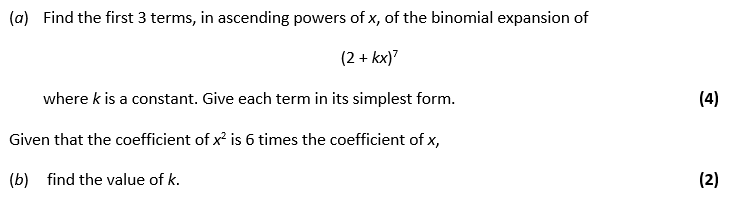 (a) Find the first 3 terms, in ascending powers of x, of the binomial expansion of
(2 + kx)⁷
where k is a constant. Give each term in its simplest form. (4)
Given that the coefficient of x² is 6 times the coefficient of x,
(b) find the value of k. (2)